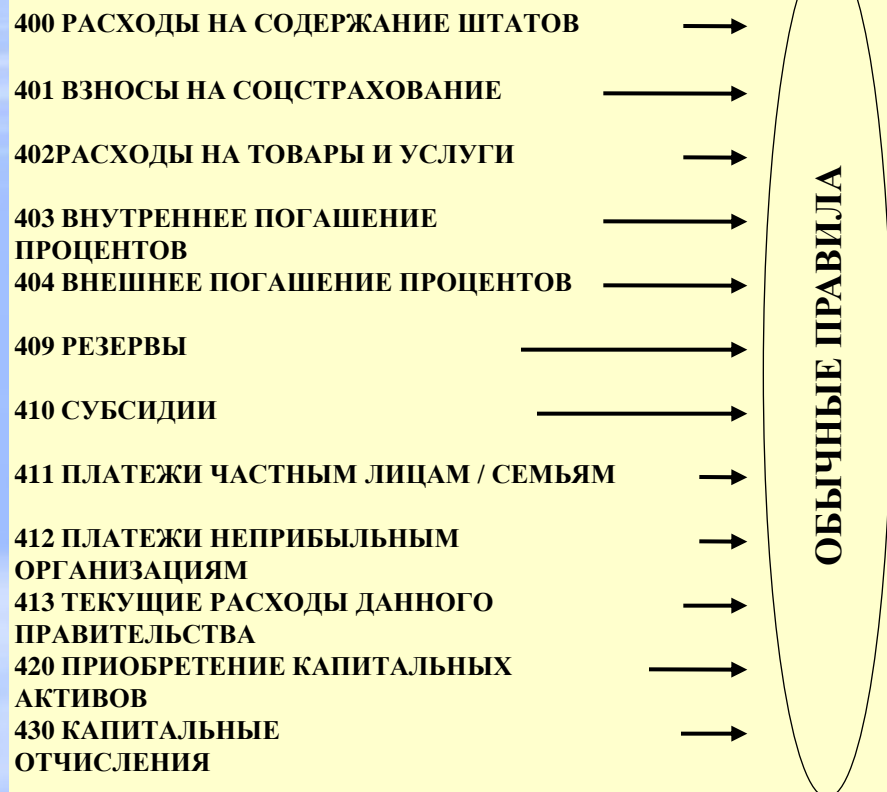 400 РАСХОДЫ НА СОДЕРЖАНИЕ ШТАТОВ
401 ВЗНОСЫ НА СОЦСТРАХОВАНИЕ
402РАСХОДЫ НА ТОВАРЫ И УСЛУГИ
403 ВНУТРЕННЕЕ ПОГАШЕНИЕ
ПРОЦЕНТОВ
404 ВНЕШНЕЕ ПОГАШЕНИЕ ПРОЦЕНТОВ
409 РЕЗЕРВЫ
410 СУБСИДИИ
411 ПЛАТЕЖИ ЧАСТНЫМ ЛИЦАМ / СЕМЬЯМ
412 ПЛАТЕЖИ НЕПРИБЫЛЬНЫМ
ОРГАНИЗАЦИЯМ
413 ТЕКУЩИЕ РАСХОДЫ ДАННОГО
ПРАВИТЕЛЬСТВА
420 ПРИОБРЕТЕНИЕ КАПИТАЛЬНЫХ
АКТИВОВ
430 КАПИТАЛЬНЫЕ
ОТЧИСЛЕНИЯ
ОБЫЧНЫЕ ПРАВИЛА